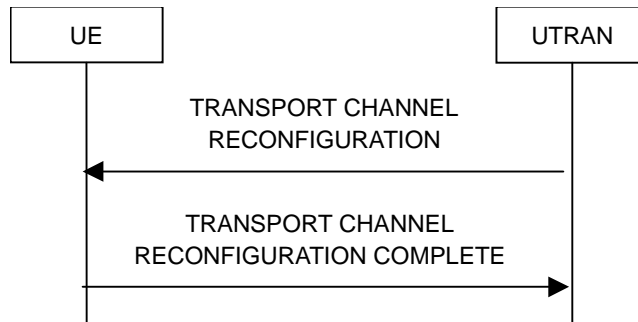 UE
UTRAN
TRANSPORT CHANNEL
RECONFIGURATION
TRANSPORT CHANNEL
RECONFIGURATION COMPLETE